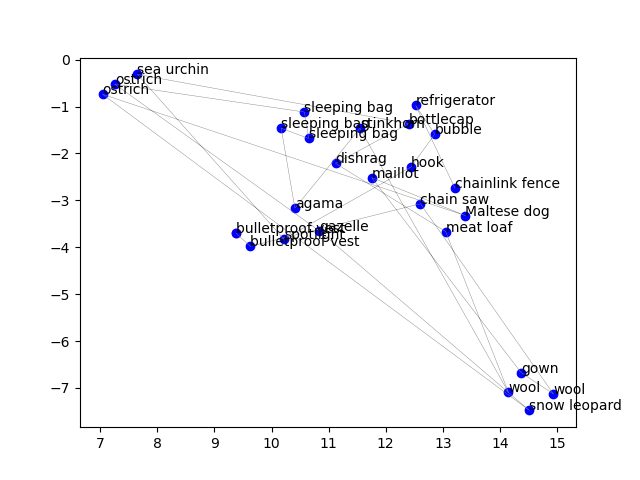 sea urchin
ostrich
ostrich
sleeping bag
sleeping bag
sleeping bag
stinkhorn
refrigerator
bottlecap
bubble
dishrag
hook
maillot
chainlink fence
agama
chain saw
Maltese dog
meat loaf
bulletproof vest
gazelle
spotlight
bulletproof vest
gown
wool
wool
snow leopard
0
−1
−2
−3
−4
−5
−6
−7
7 8 9 10 11 12 13 14 15